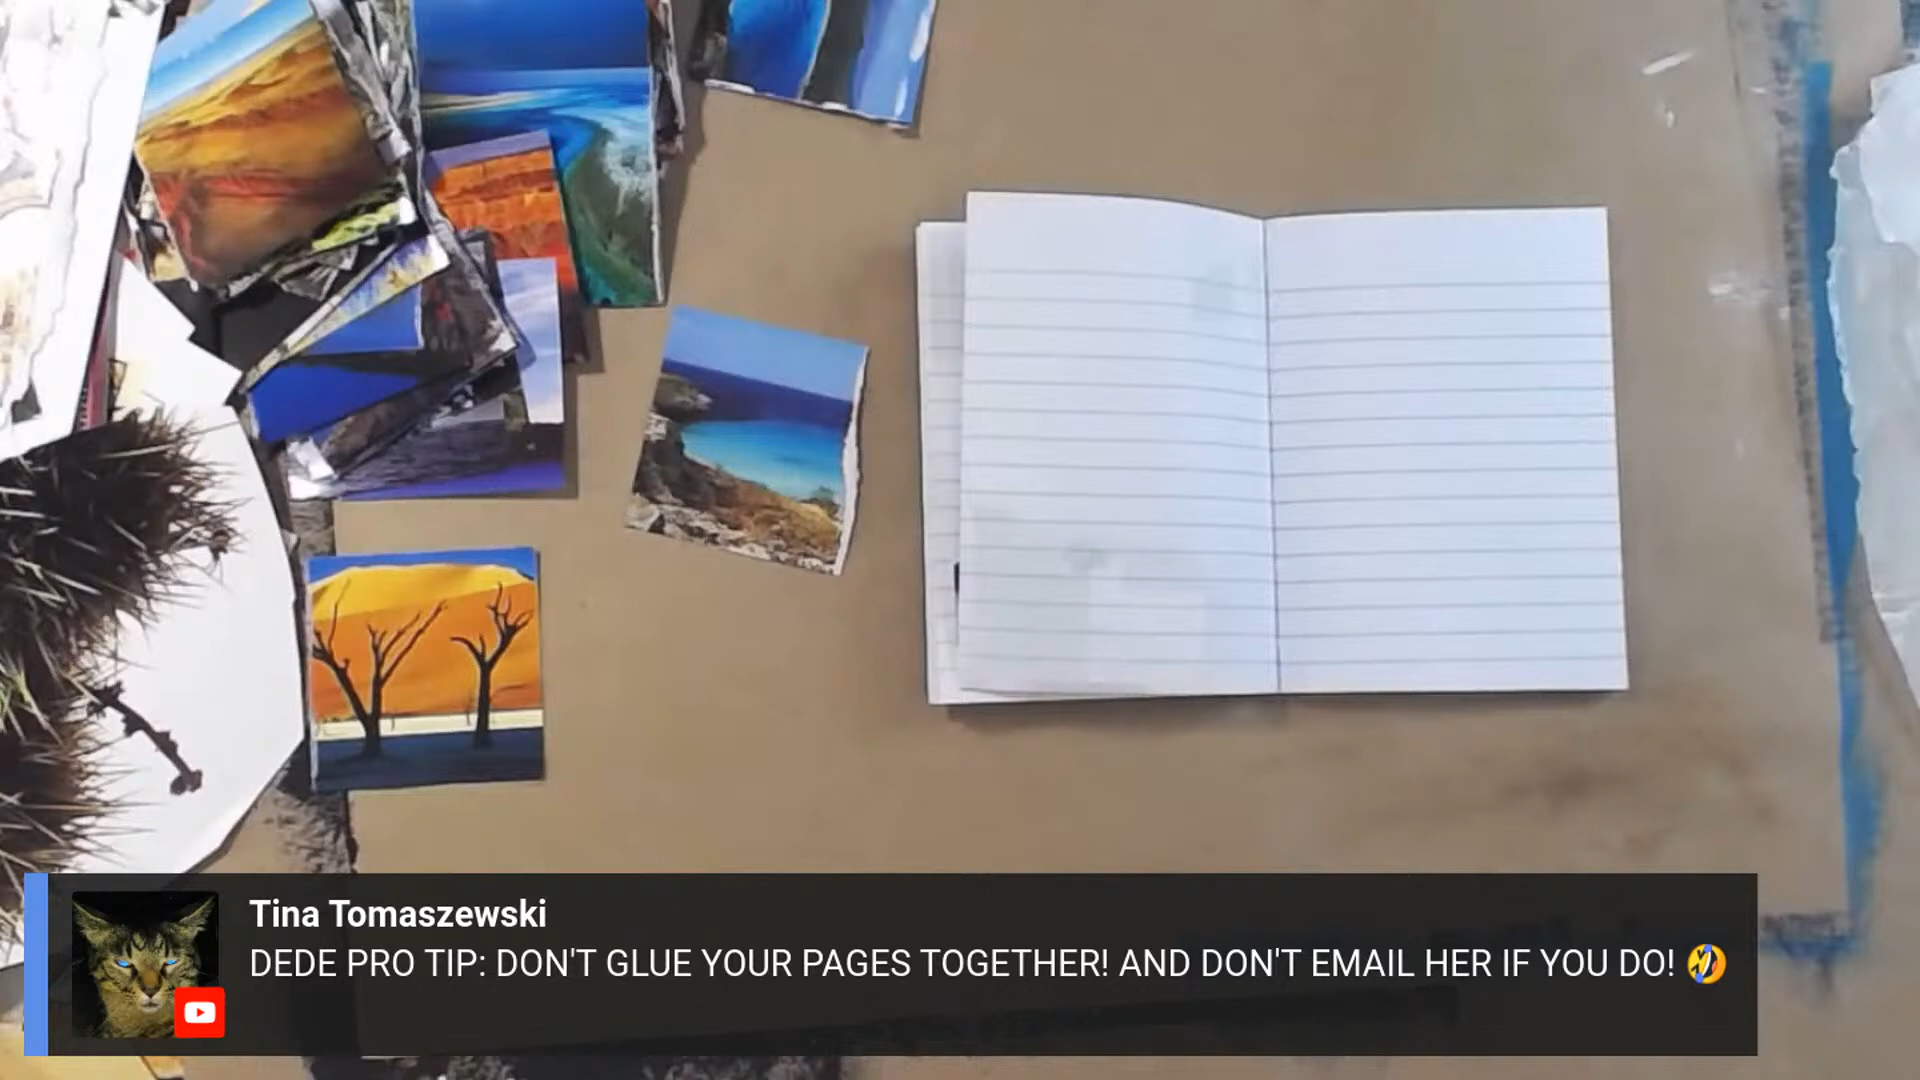 Tina Tomaszewski
DEDE PRO TIP: DON'T GLUE YOUR PAGES TOGETHER! AND DON'T EMAIL HER IF YOU DO! 🤣